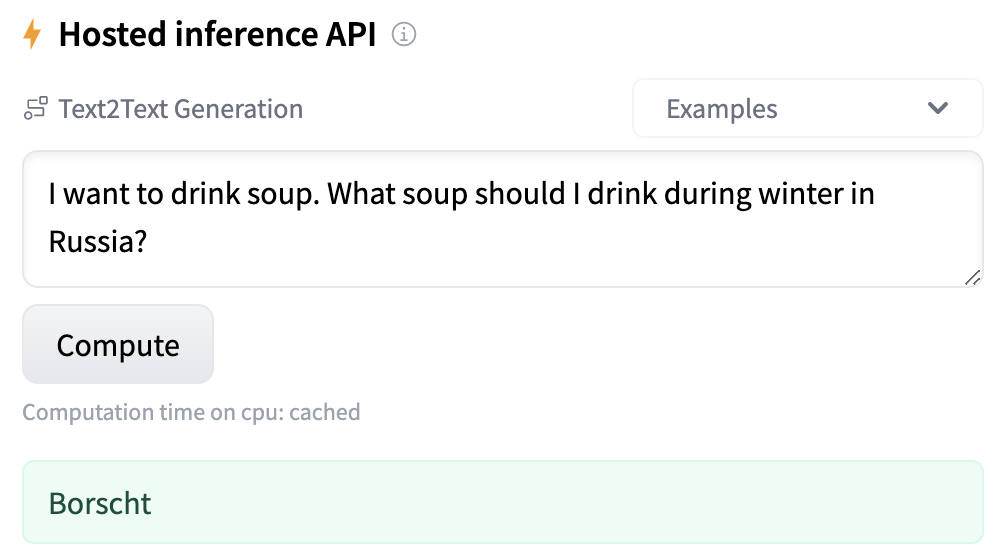 Hosted inference API
Text2Text Generation
Examples
I want to drink soup. What soup should I drink during winter in
Russia?
Compute
Computation time on cpu: cached
Borscht